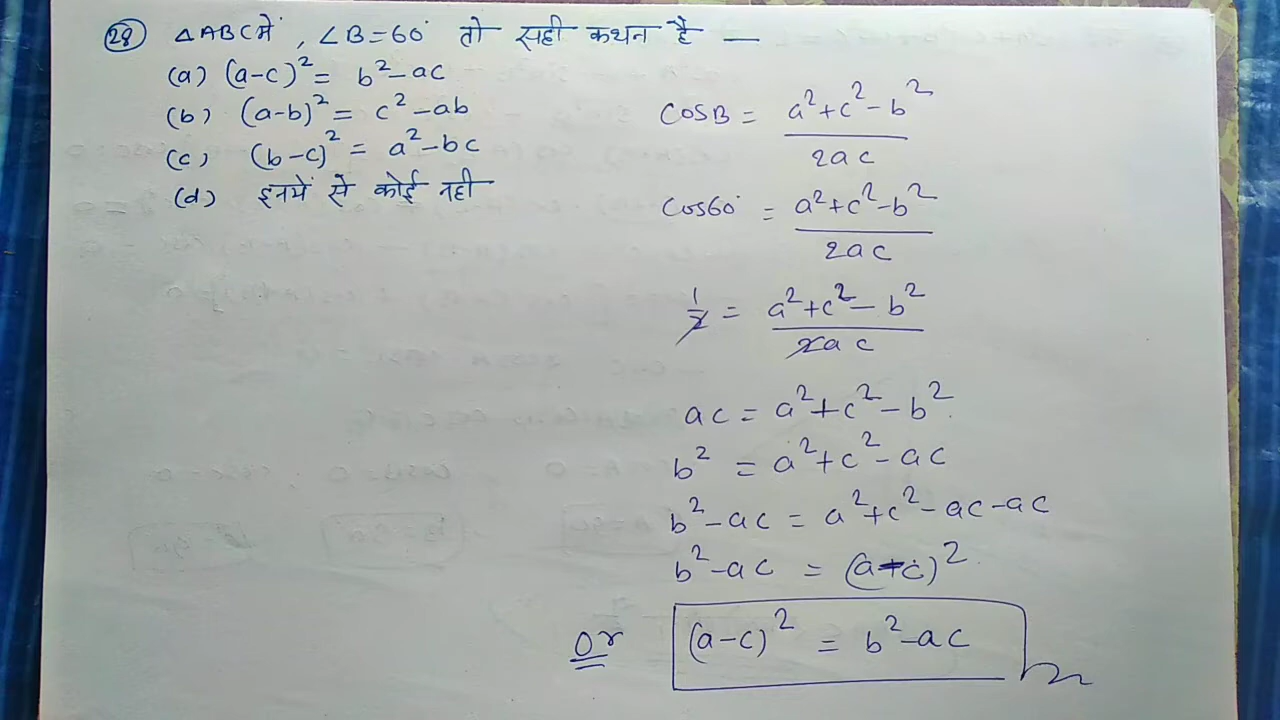 28 △ABC में, ∠B=60° तो सही कथन है —
(a) (a-c)² = b²-ac
(b) (a-b)² = c²-ab
(c) (b-c)² = a²-bc
(d) इनमें से कोई नही
cosB = a²+c²-b² / 2ac
cos60° = a²+c²-b² / 2ac
1/2 = a²+c²-b² / 2ac
ac = a²+c²-b²
b² = a²+c²-ac
b²-ac = a²+c²-ac-ac
b²-ac = (a-c)²
or (a-c)² = b²-ac